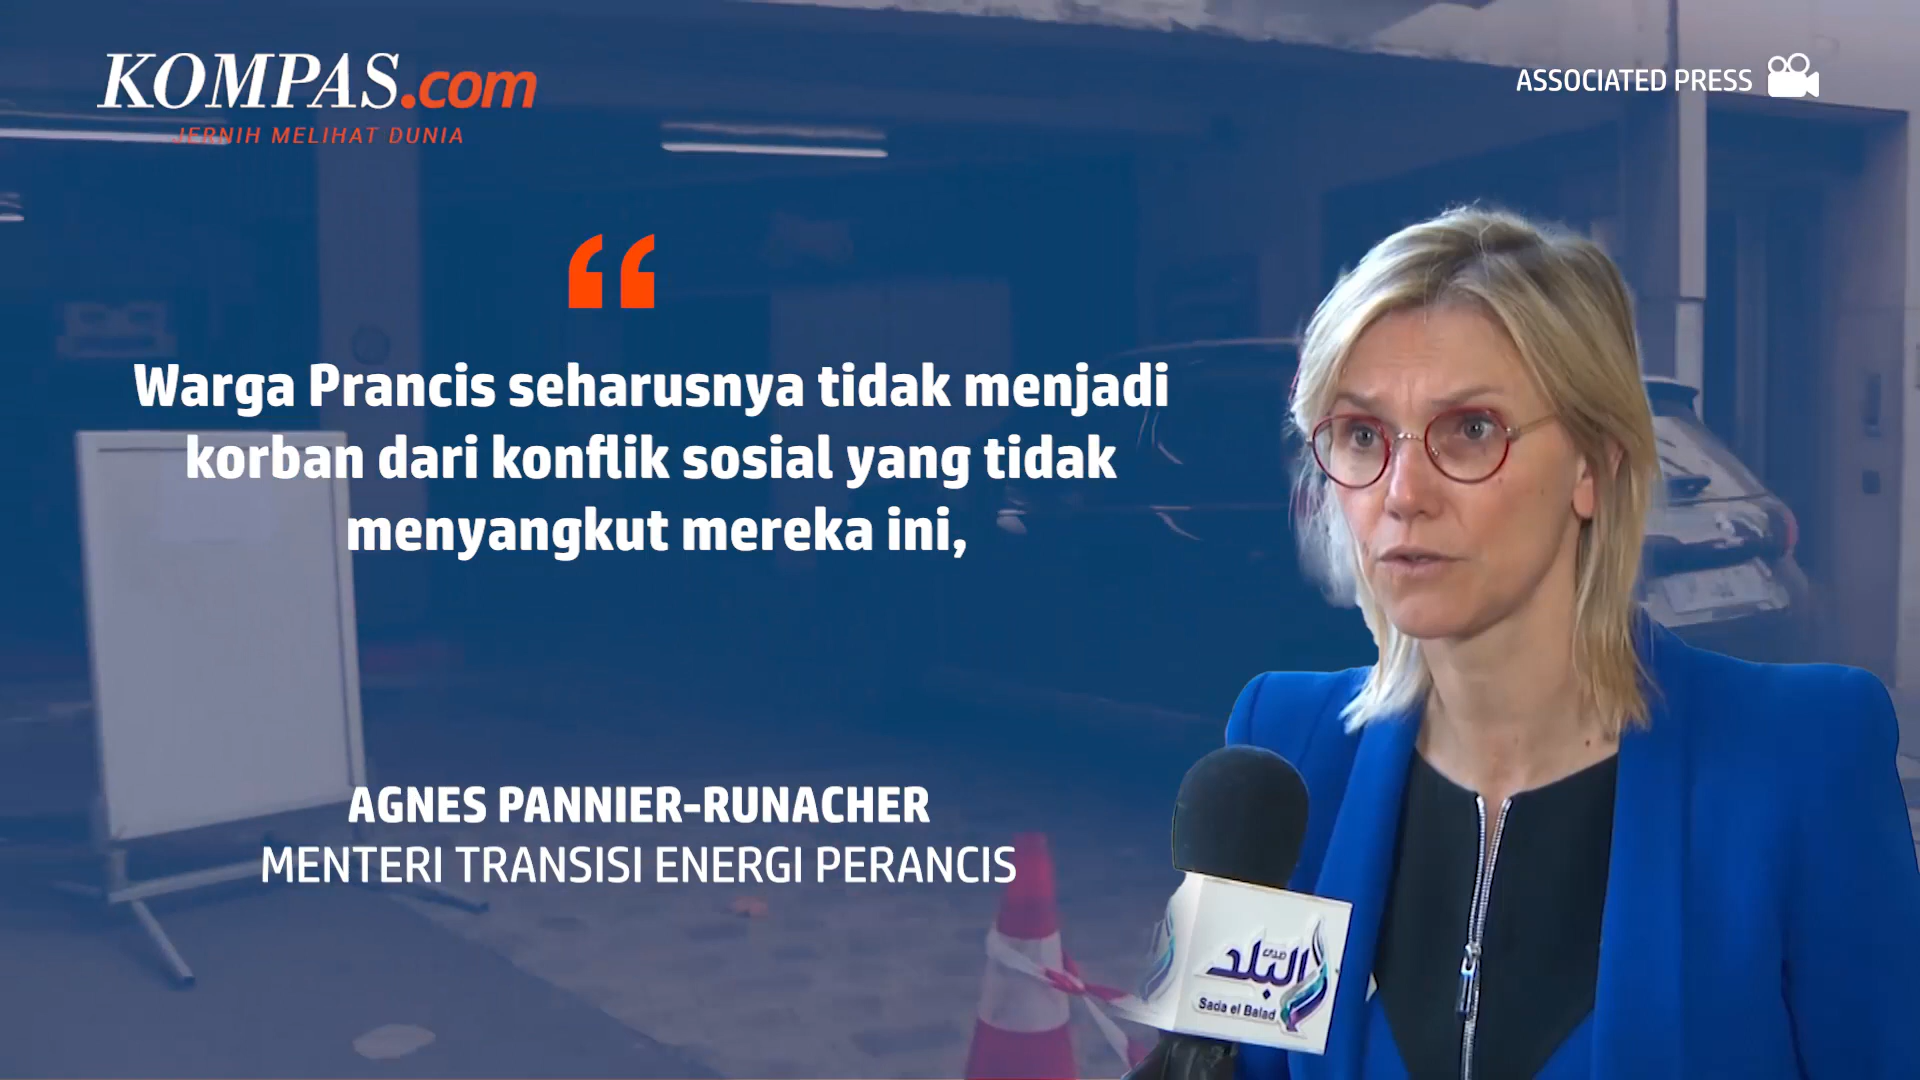 KOMPAS.com
JERNIH MELIHAT DUNIA
ASSOCIATED PRESS
“
Warga Prancis seharusnya tidak menjadi
korban dari konflik sosial yang tidak
menyangkut mereka ini,
AGNES PANNIER-RUNACHER
MENTERI TRANSISI ENERGI PERANCIS
صدى
البلد
Sada el Balad